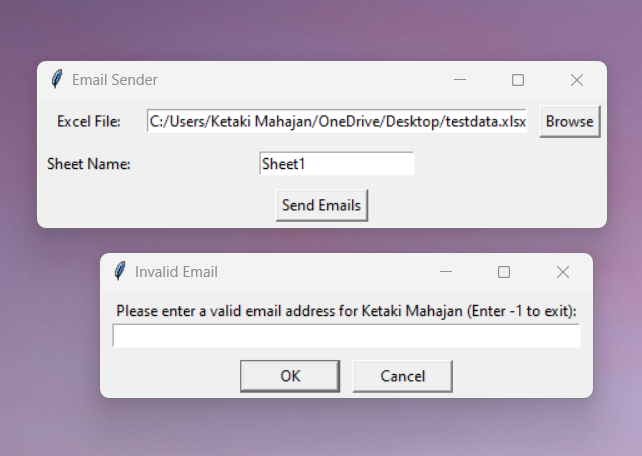 Email Sender
Excel File: C:/Users/Ketaki Mahajan/OneDrive/Desktop/testdata.xlsx Browse
Sheet Name: Sheet1
Send Emails
Invalid Email
Please enter a valid email address for Ketaki Mahajan (Enter -1 to exit):
OK Cancel